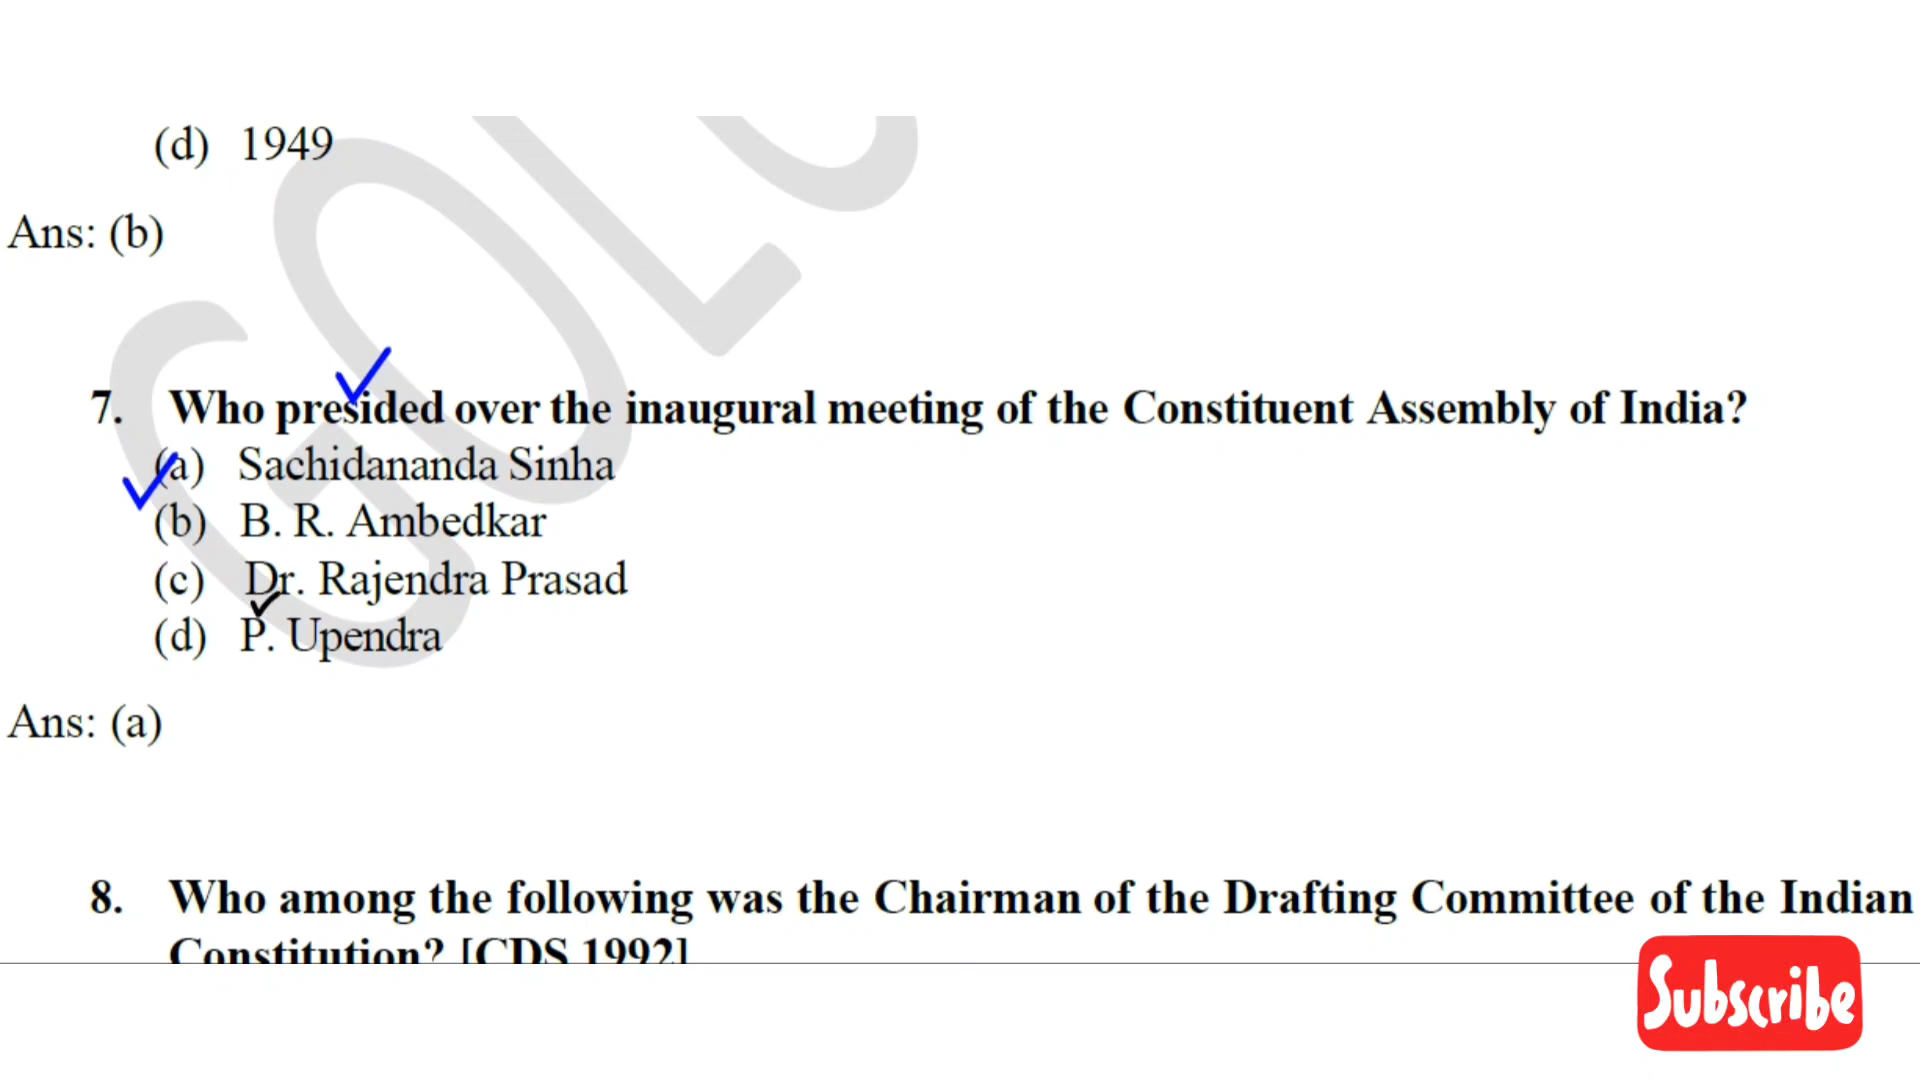 (d) 1949
Ans: (b)
7. Who presided over the inaugural meeting of the Constituent Assembly of India?
(a) Sachidananda Sinha
(b) B. R. Ambedkar
(c) Dr. Rajendra Prasad
(d) P. Upendra
Ans: (a)
8. Who among the following was the Chairman of the Drafting Committee of the Indian
Constitution? [CDS 1992]
Subscribe